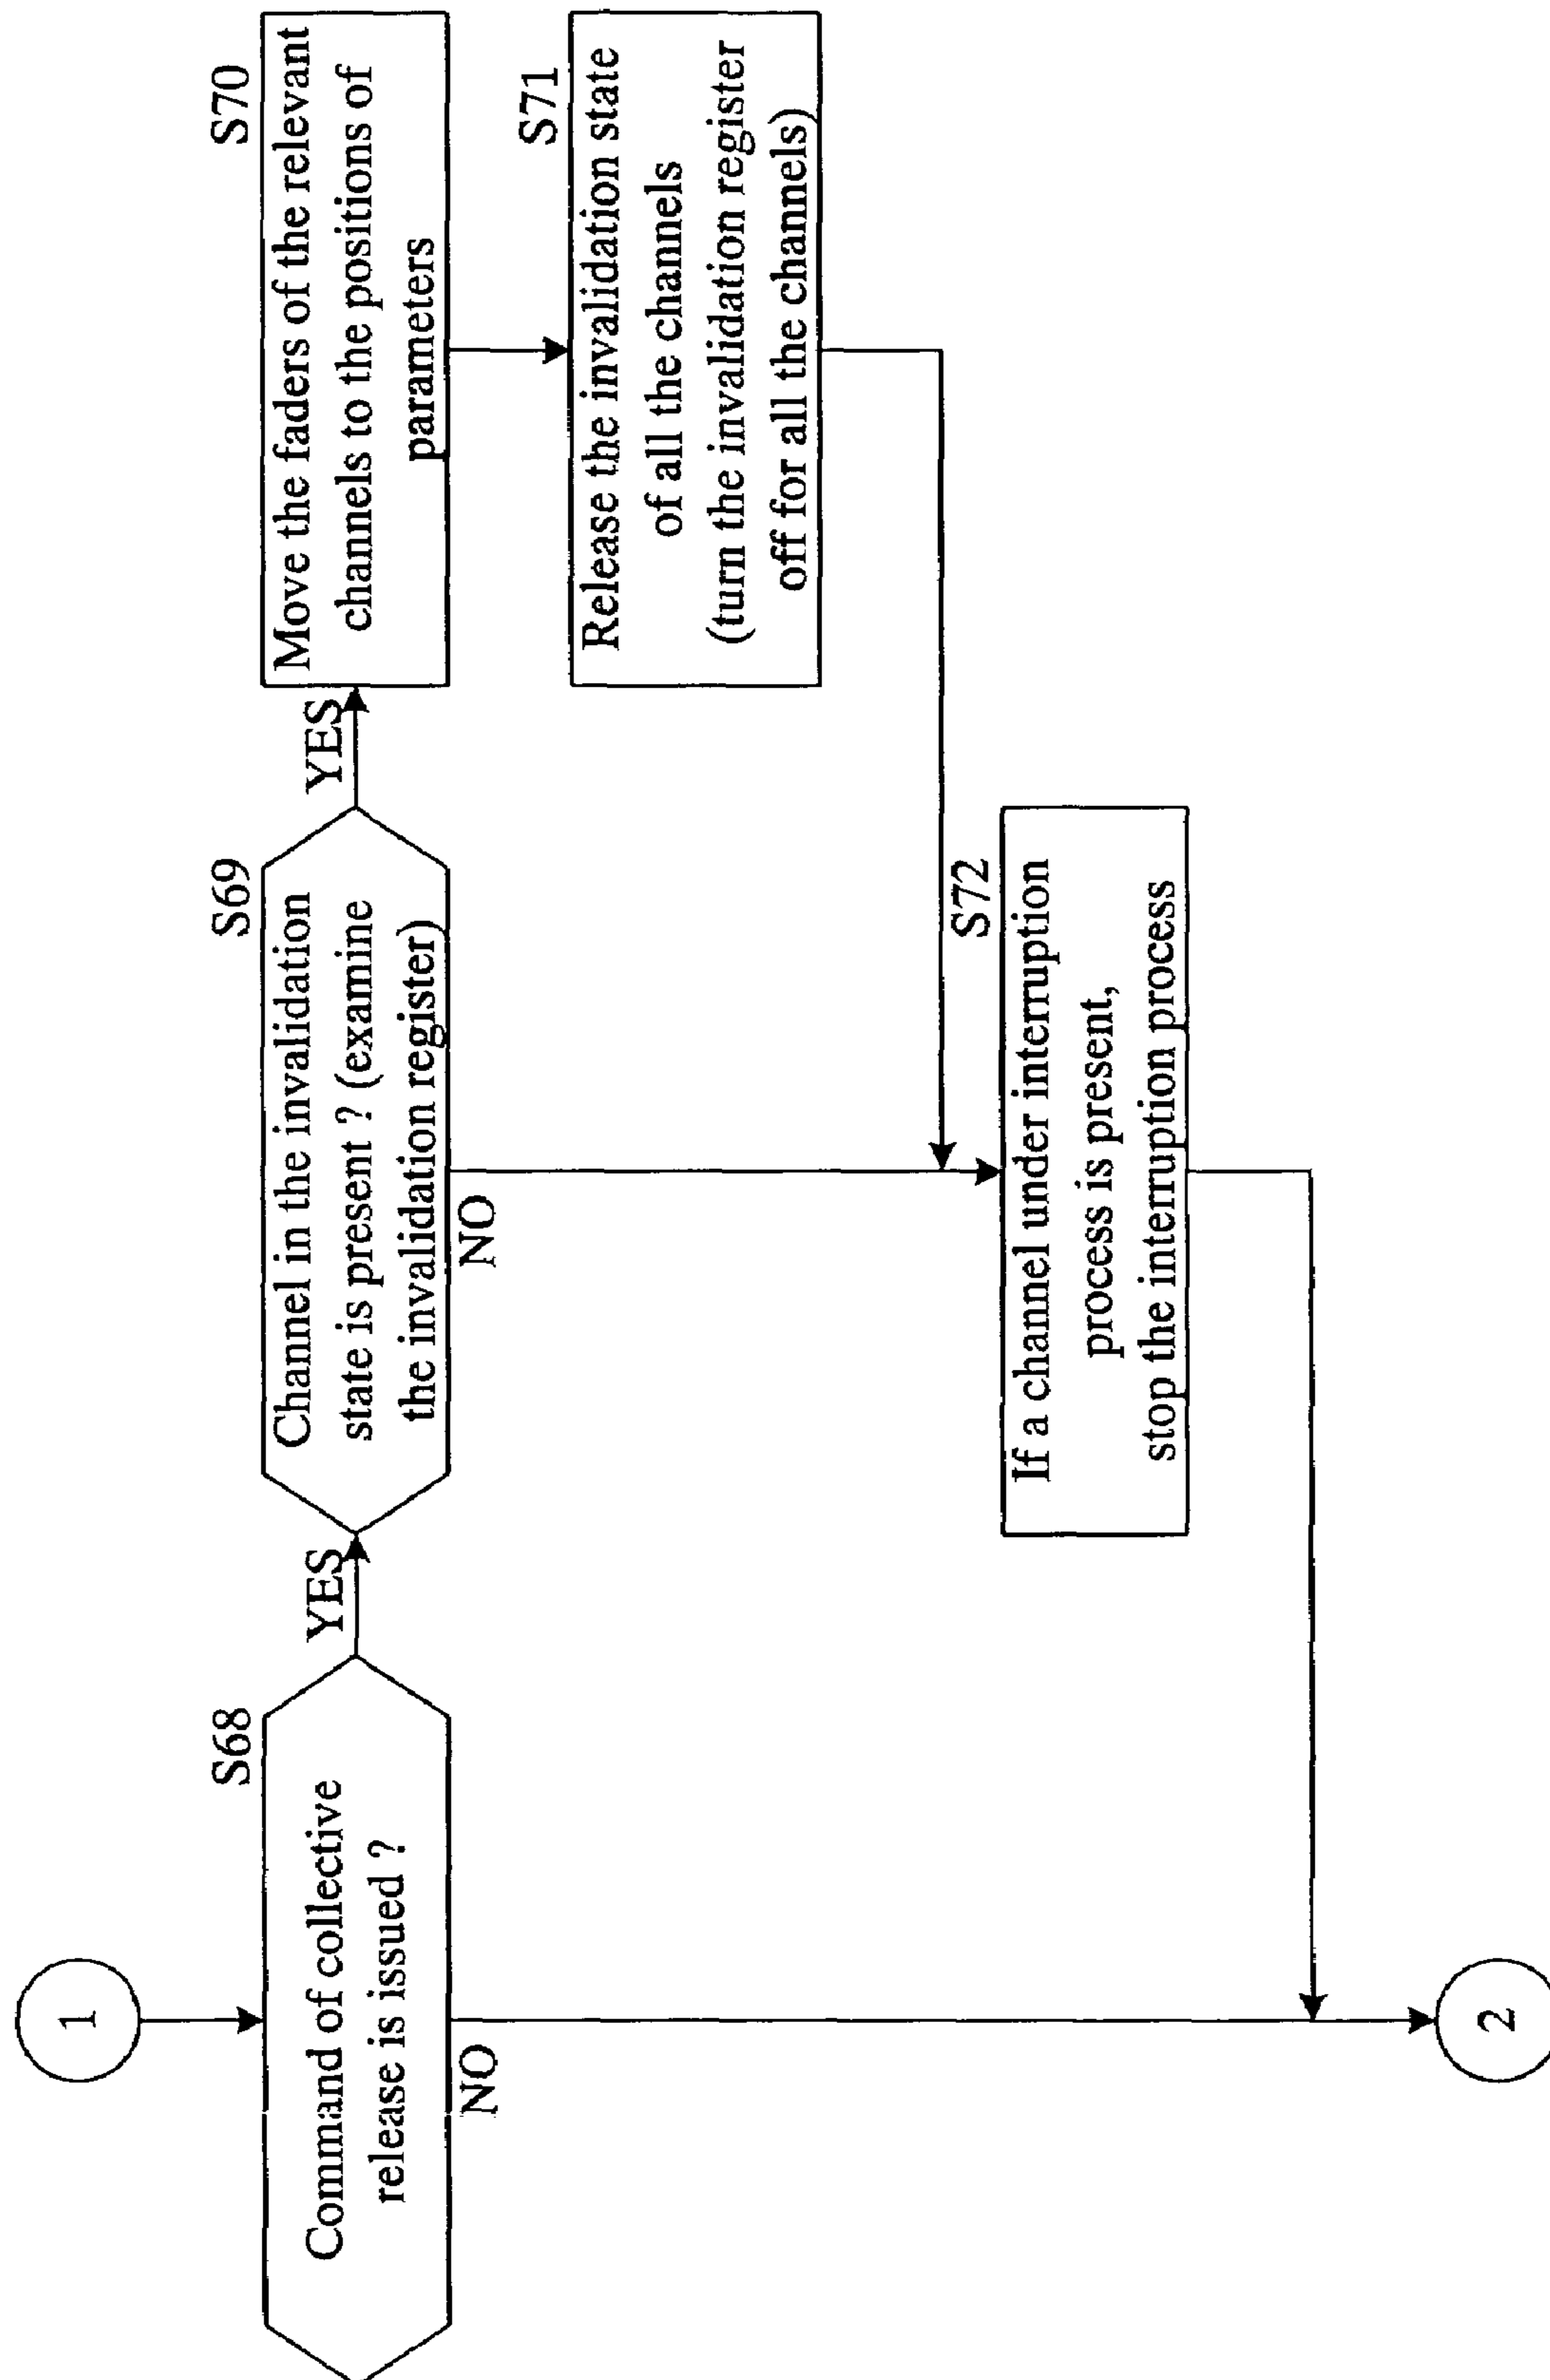 1
S68
Command of collective
release is issued ?
YES
NO
S69
Channel in the invalidation
state is present ? (examine
the invalidation register)
YES
NO
S70
Move the faders of the relevant
channels to the positions of
parameters
S71
Release the invalidation state
of all the channels
(turn the invalidation register
off for all the channels)
S72
If a channel under interruption
process is present,
stop the interruption process
2